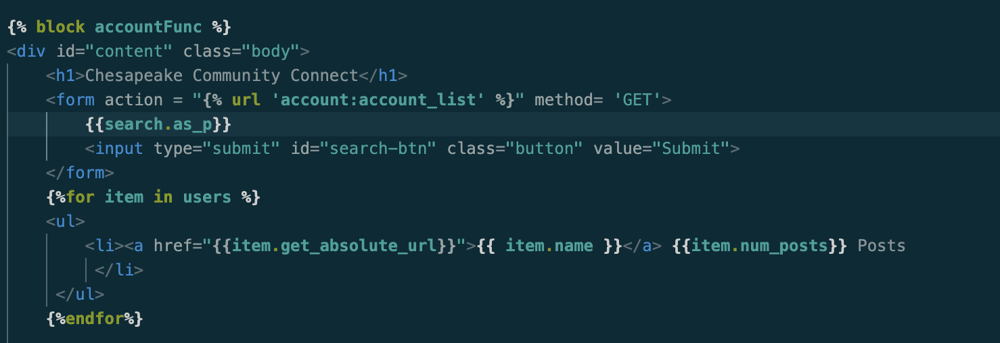 {% block accountFunc %}
<div id="content" class="body">
<h1>Chesapeake Community Connect</h1>
<form action = "{% url 'account:account_list' %}" method= 'GET'>
{{search.as_p}}
<input type="submit" id="search-btn" class="button" value="Submit">
</form>
{%for item in users %}
<ul>
<li><a href="{{item.get_absolute_url}}">{{ item.name }}</a> {{item.num_posts}} Posts
</li>
</ul>
{%endfor%}